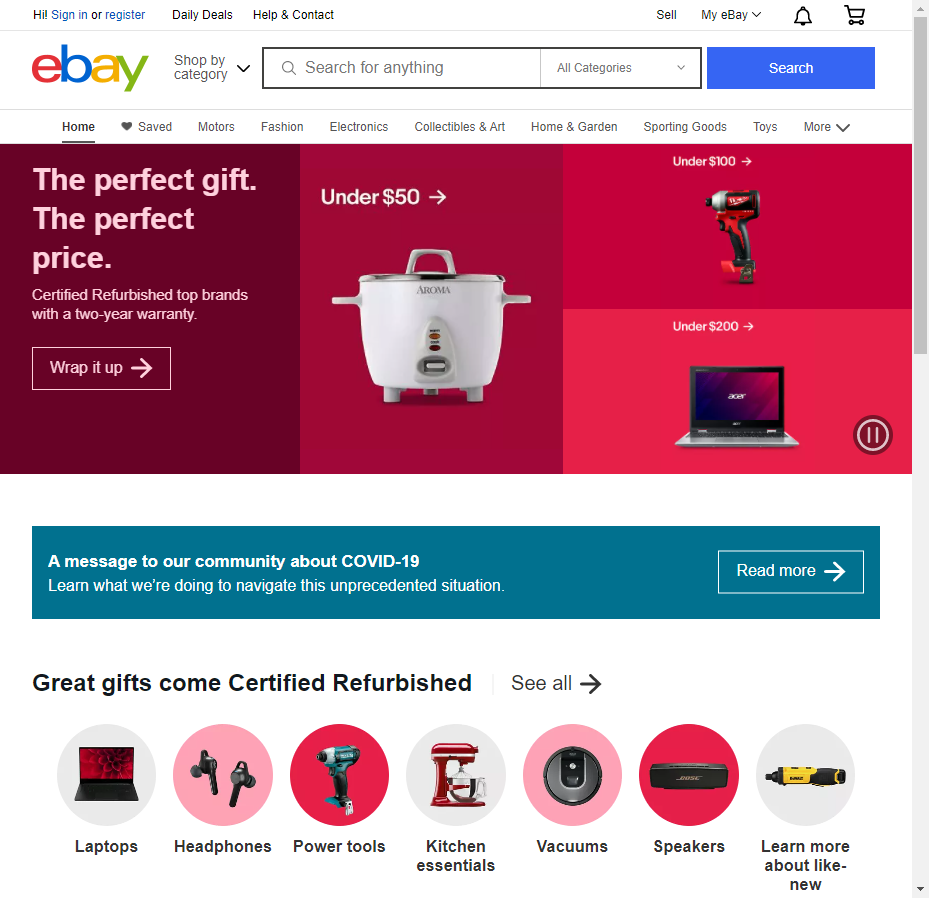 Hi! Sign in or register Daily Deals Help & Contact Sell My eBay
ebay
Shop by
category
Search for anything
All Categories
Search
Home Saved Motors Fashion Electronics Collectibles & Art Home & Garden Sporting Goods Toys More
The perfect gift.
The perfect
price.
Certified Refurbished top brands
with a two-year warranty.
Wrap it up
Under $50
AROMA
Under $100
Under $200
acer
A message to our community about COVID-19
Learn what we're doing to navigate this unprecedented situation.
Read more
Great gifts come Certified Refurbished
See all
BOSE
DEWALT
Laptops
Headphones
Power tools
Kitchen
essentials
Vacuums
Speakers
Learn more
about like-
new